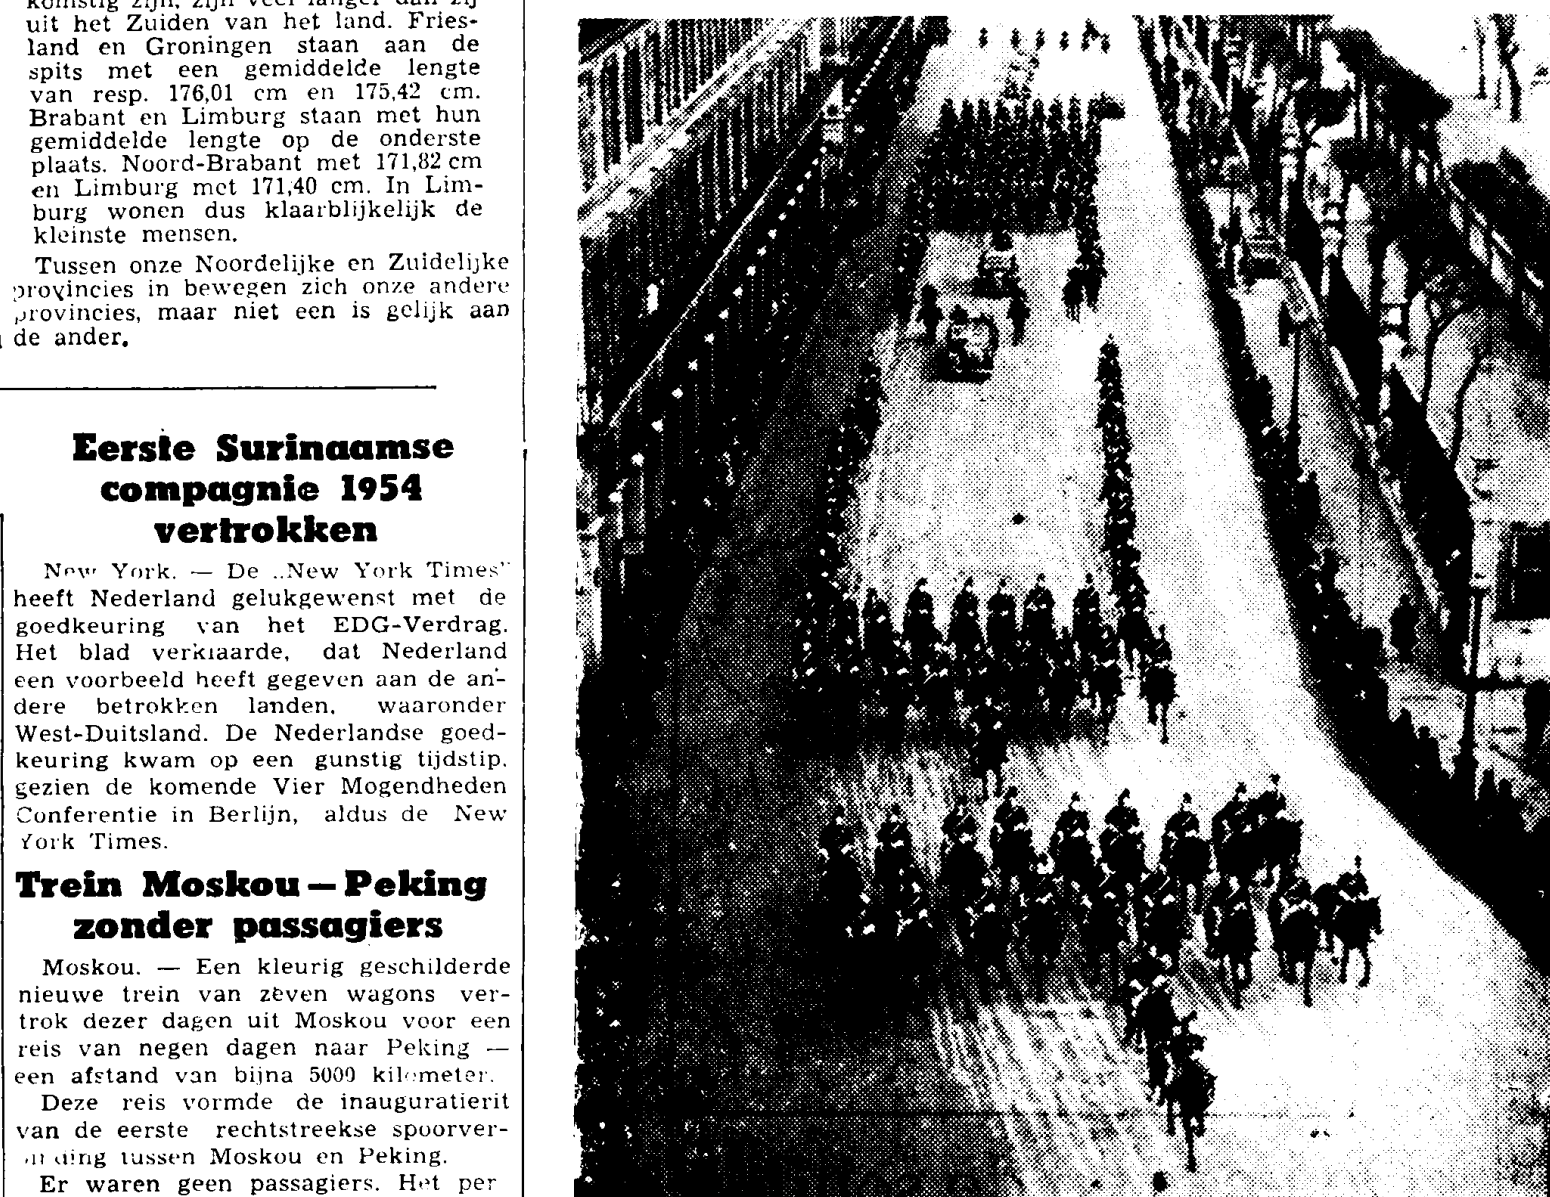 komstig zijn, zijn veel langer dan zij
uit het Zuiden van het land. Fries-
land en Groningen staan aan de
spits met een gemiddelde lengte
van resp. 176,01 cm en 175,42 cm.
Brabant en Limburg staan met hun
gemiddelde lengte op de onderste
plaats. Noord-Brabant met 171,82 cm
en Limburg met 171,40 cm. In Lim-
burg wonen dus klaarblijkelijk de
kleinste mensen.
Tussen onze Noordelijke en Zuidelijke
provincies in bewegen zich onze andere
provincies, maar niet een is gelijk aan
de ander.
Eerste Surinaamse
compagnie 1954
vertrokken
New York. — De „New York Times"
heeft Nederland gelukgewenst met de
goedkeuring van het EDG-Verdrag.
Het blad verklaarde, dat Nederland
een voorbeeld heeft gegeven aan de an-
dere betrokken landen, waaronder
West-Duitsland. De Nederlandse goed-
keuring kwam op een gunstig tijdstip,
gezien de komende Vier Mogendheden
Conferentie in Berlijn, aldus de New
York Times.
Trein Moskou — Peking
zonder passagiers
Moskou. — Een kleurig geschilderde
nieuwe trein van zeven wagons ver-
trok dezer dagen uit Moskou voor een
reis van negen dagen naar Peking —
een afstand van bijna 5000 kilometer.
Deze reis vormde de inauguratierit
van de eerste rechtstreekse spoorver-
binding tussen Moskou en Peking.
Er waren geen passagiers. Het per